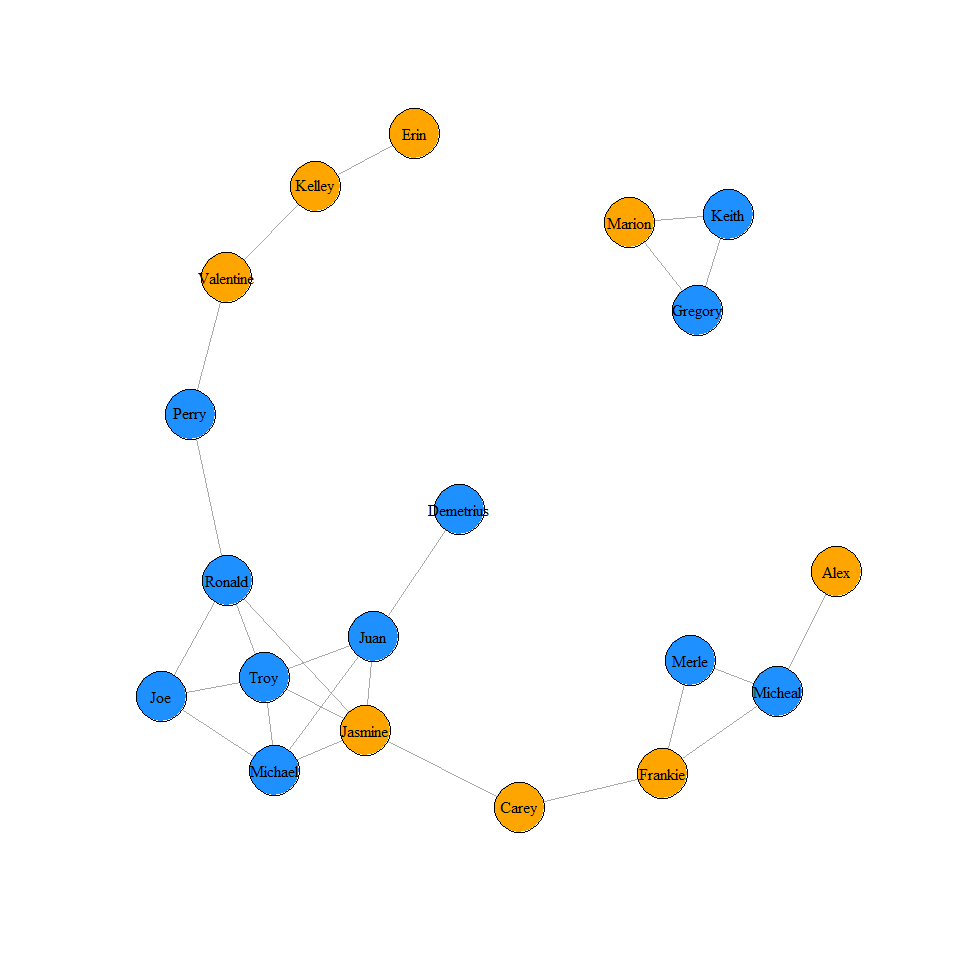 Erin
Kelley
Marion
Keith
Valentine
Gregory
Perry
Demetrius
Alex
Ronald
Juan
Merle
Troy
Micheal
Joe
Jasmine
Michael
Frankie
Carey